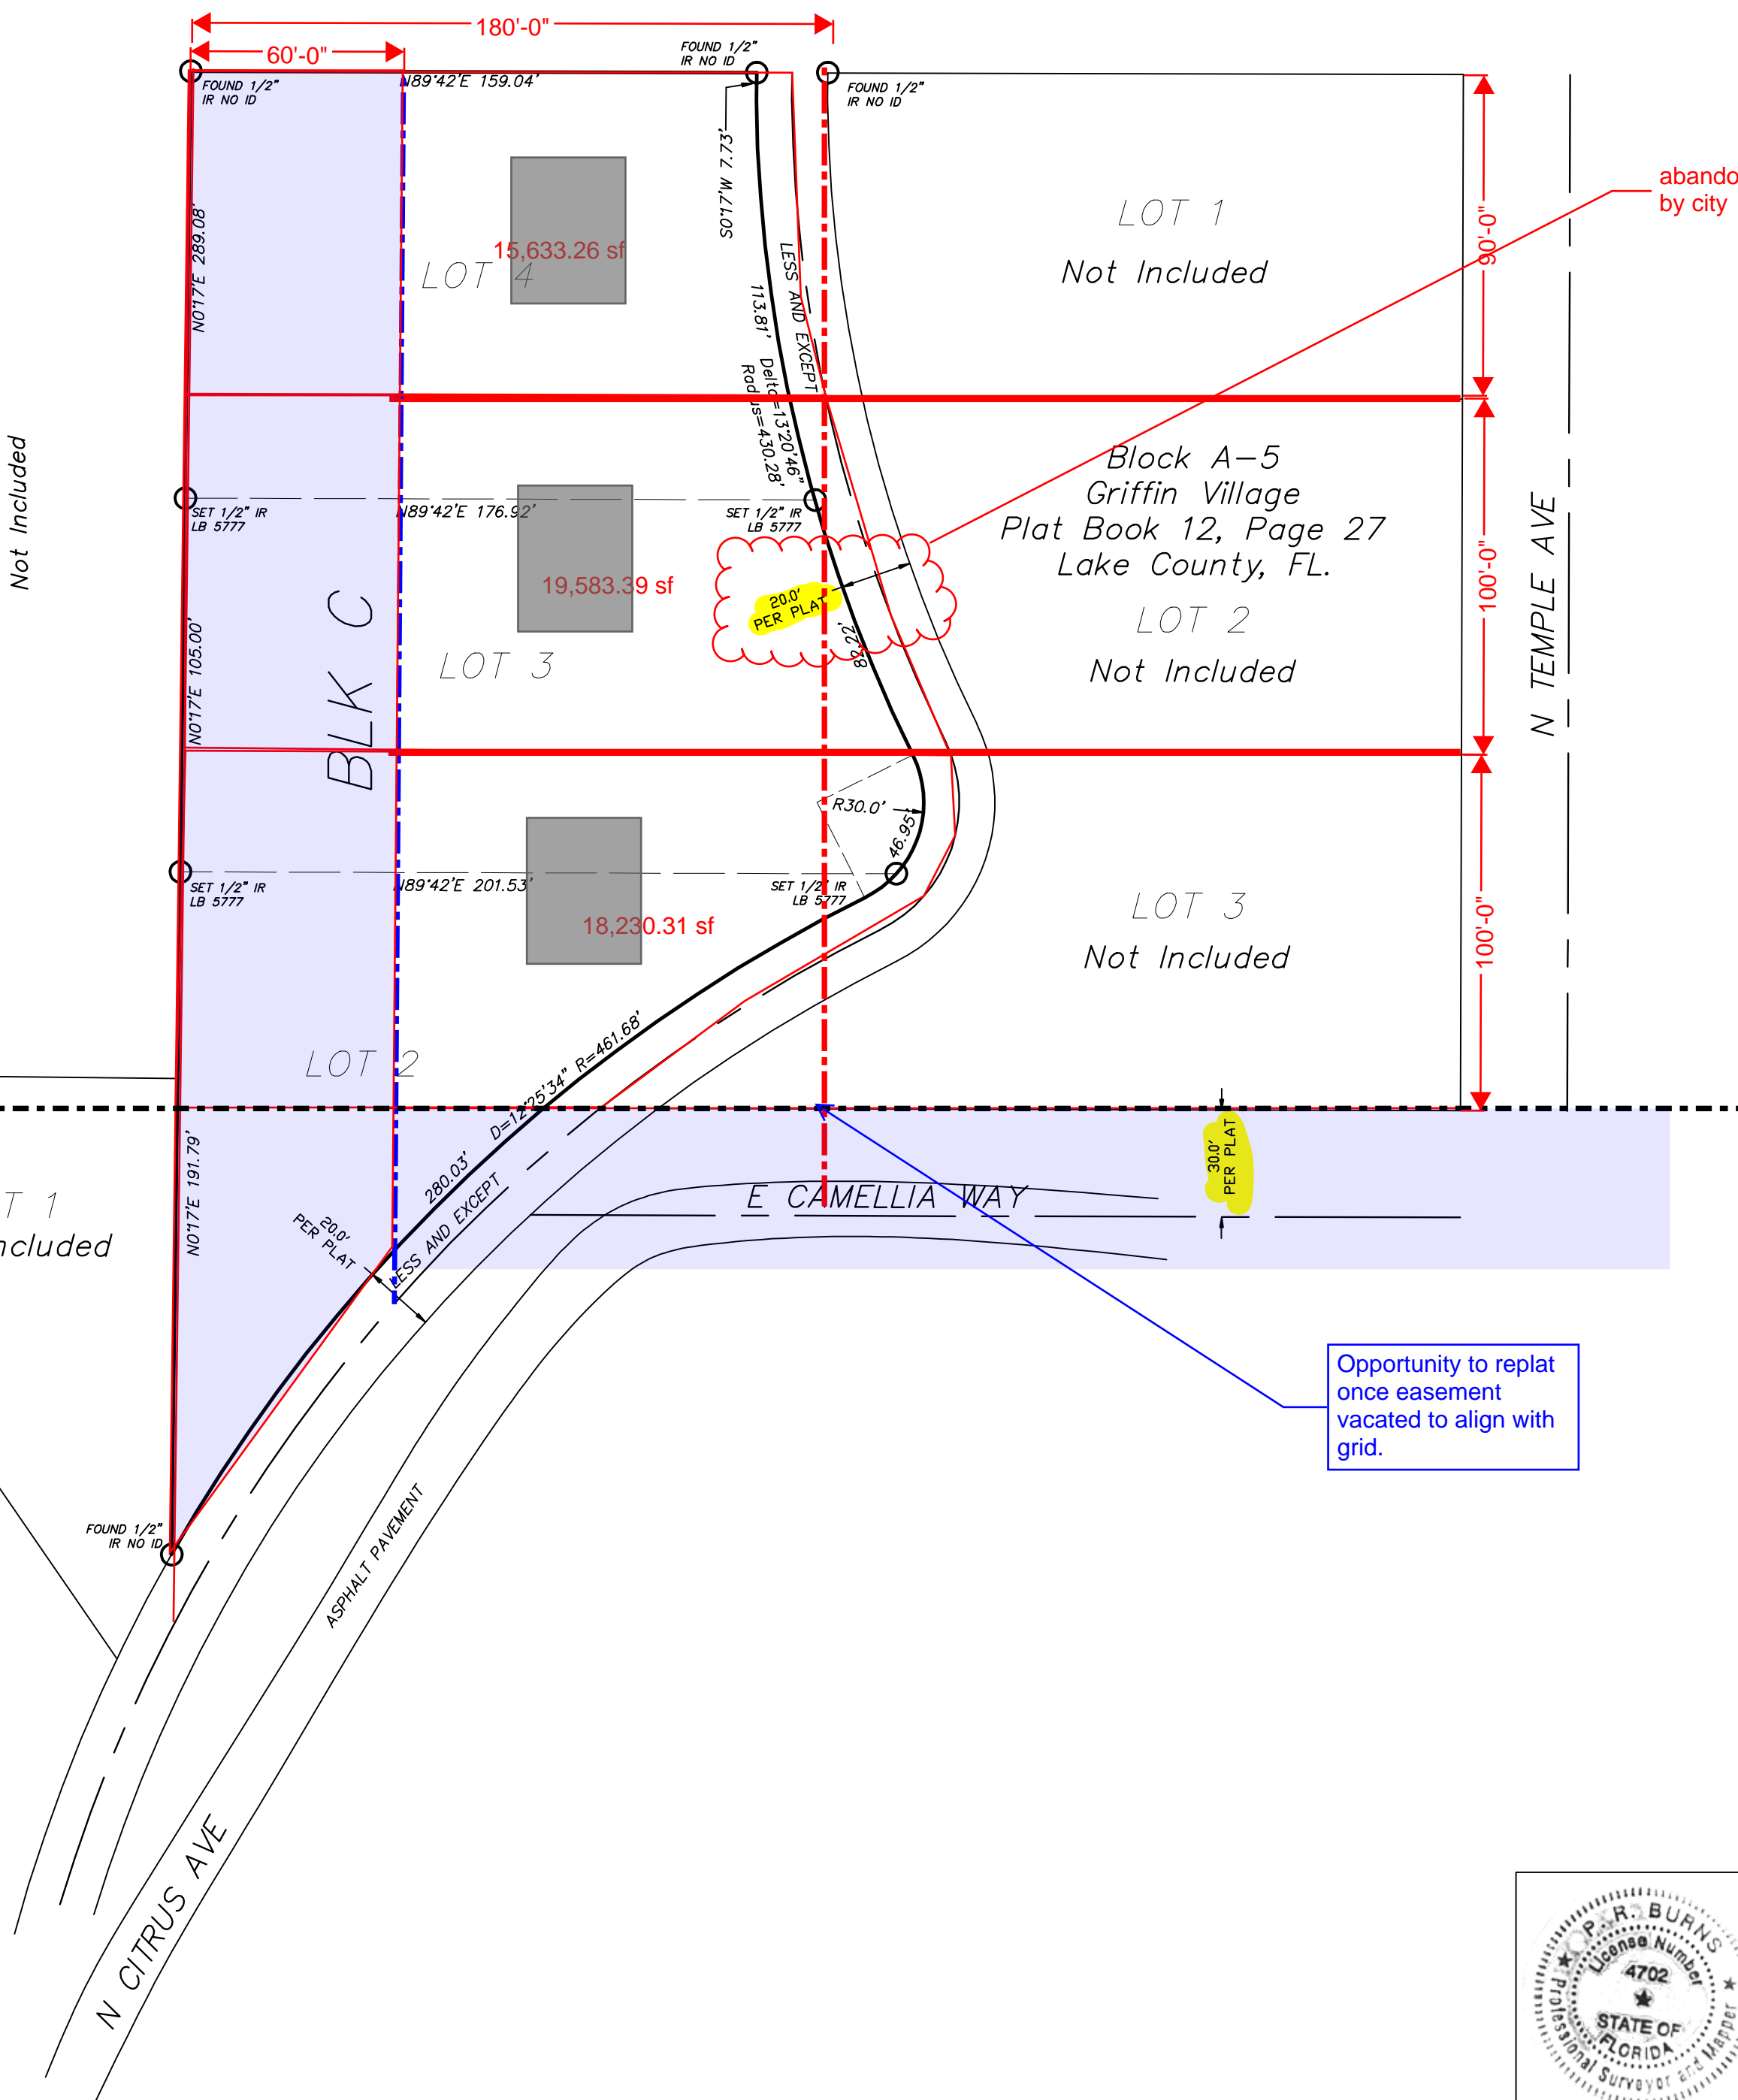 180'-0"
60'-0"
FOUND 1/2"
IR NO ID
N89°42'E 159.04'
FOUND 1/2"
IR NO ID
FOUND 1/2"
IR NO ID
S0°17'W 7.73'
N0°17'E 289.08'
15,633.26 sf
LOT 4
LESS AND EXCEPT
113.81'
Delta=13°20'46"
Radius=430.28'
LOT 1
Not Included
90'-0"
by city
Not Included
Block A-5
Griffin Village
Plat Book 12, Page 27
Lake County, FL.
N TEMPLE AVE
SET 1/2" IR
LB 5777
N89°42'E 176.92'
SET 1/2" IR
LB 5777
19,583.39 sf
20.0'
PER PLAT
82.22'
100'-0"
LOT 2
Not Included
BLK C
LOT 3
N0°17'E 105.00'
R30.0'
46.95'
SET 1/2" IR
LB 5777
N89°42'E 201.53'
SET 1/2" IR
LB 5777
18,230.31 sf
LOT 3
Not Included
100'-0"
LOT 2
D=12°25'34" R=461.68'
280.03'
N0°17'E 191.79'
LESS AND EXCEPT
20.0'
PER PLAT
30.0'
PER PLAT
E CAMELLIA WAY
T 1
ncluded
Opportunity to replat
once easement
vacated to align with
grid.
FOUND 1/2"
IR NO ID
ASPHALT PAVEMENT
N CITRUS AVE
P. R. BURNS
License Number
4702
STATE OF
FLORIDA
Professional Surveyor and Mapper